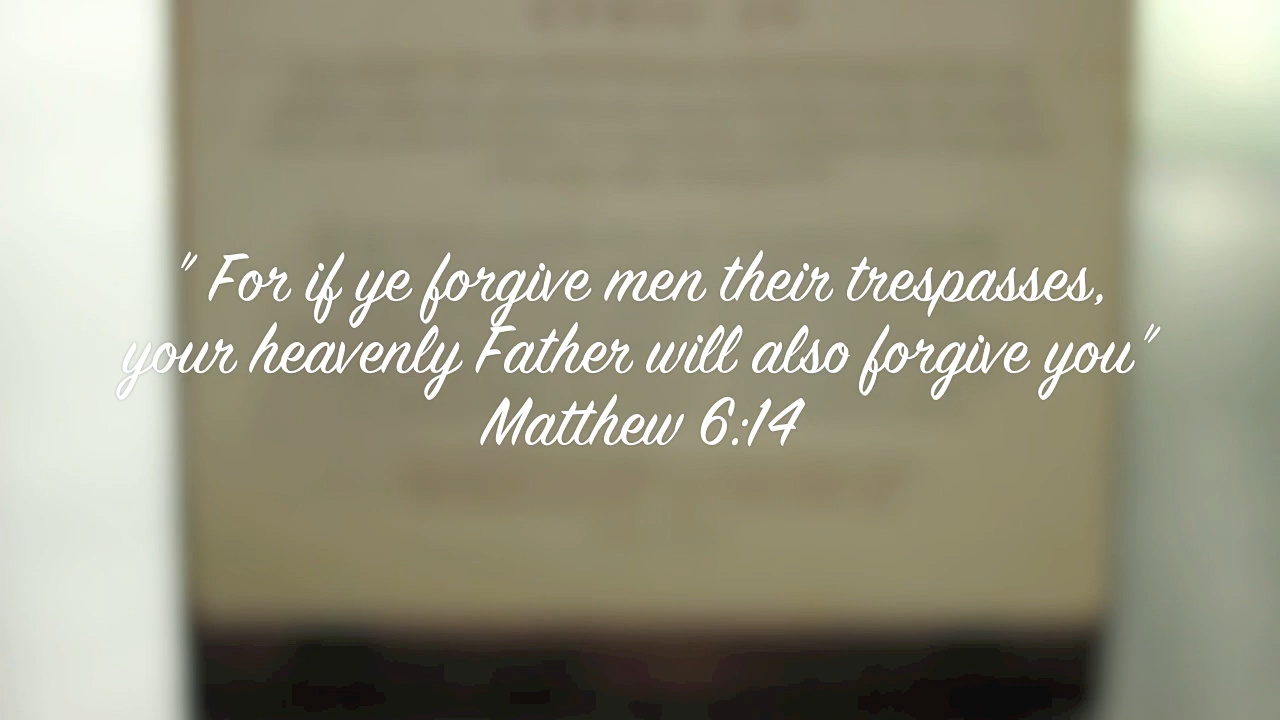 " For if ye forgive men their trespasses,
your heavenly Father will also forgive you"
Matthew 6:14